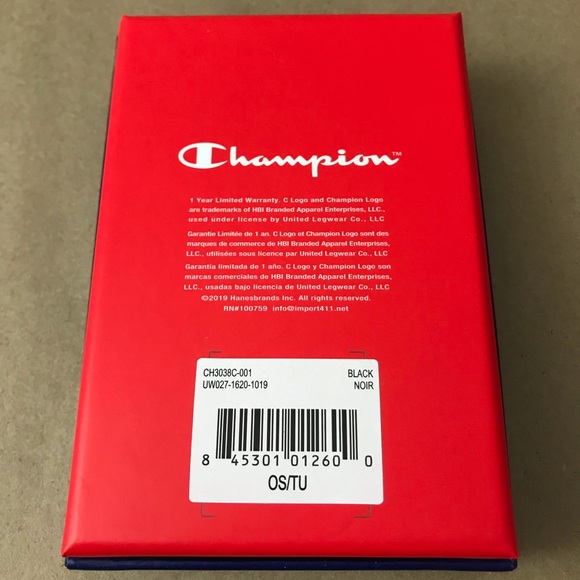 Champion™
1 Year Limited Warranty. C Logo and Champion Logo
are trademarks of HBI Branded Apparel Enterprises,
LLC., used under license by United Legwear Co., LLC
Garantie Limitée de 1 an. C Logo et Champion Logo sont des
marques de commerce de HBI Branded Apparel Enterprises,
LLC., utilisées sous licence par United Legwear Co., LLC
Garantía limitada de 1 año. C Logo y Champion Logo son
marcas comerciales de HBI Branded Apparel Enterprises,
LLC., usadas bajo licencia de United Legwear Co., LLC
©2019 Hanesbrands Inc. All rights reserved.
RN#100759 info@import411.net
CH3038C-001 BLACK
UW027-1620-1019 NOIR
8 45301 01260 0
OS/TU